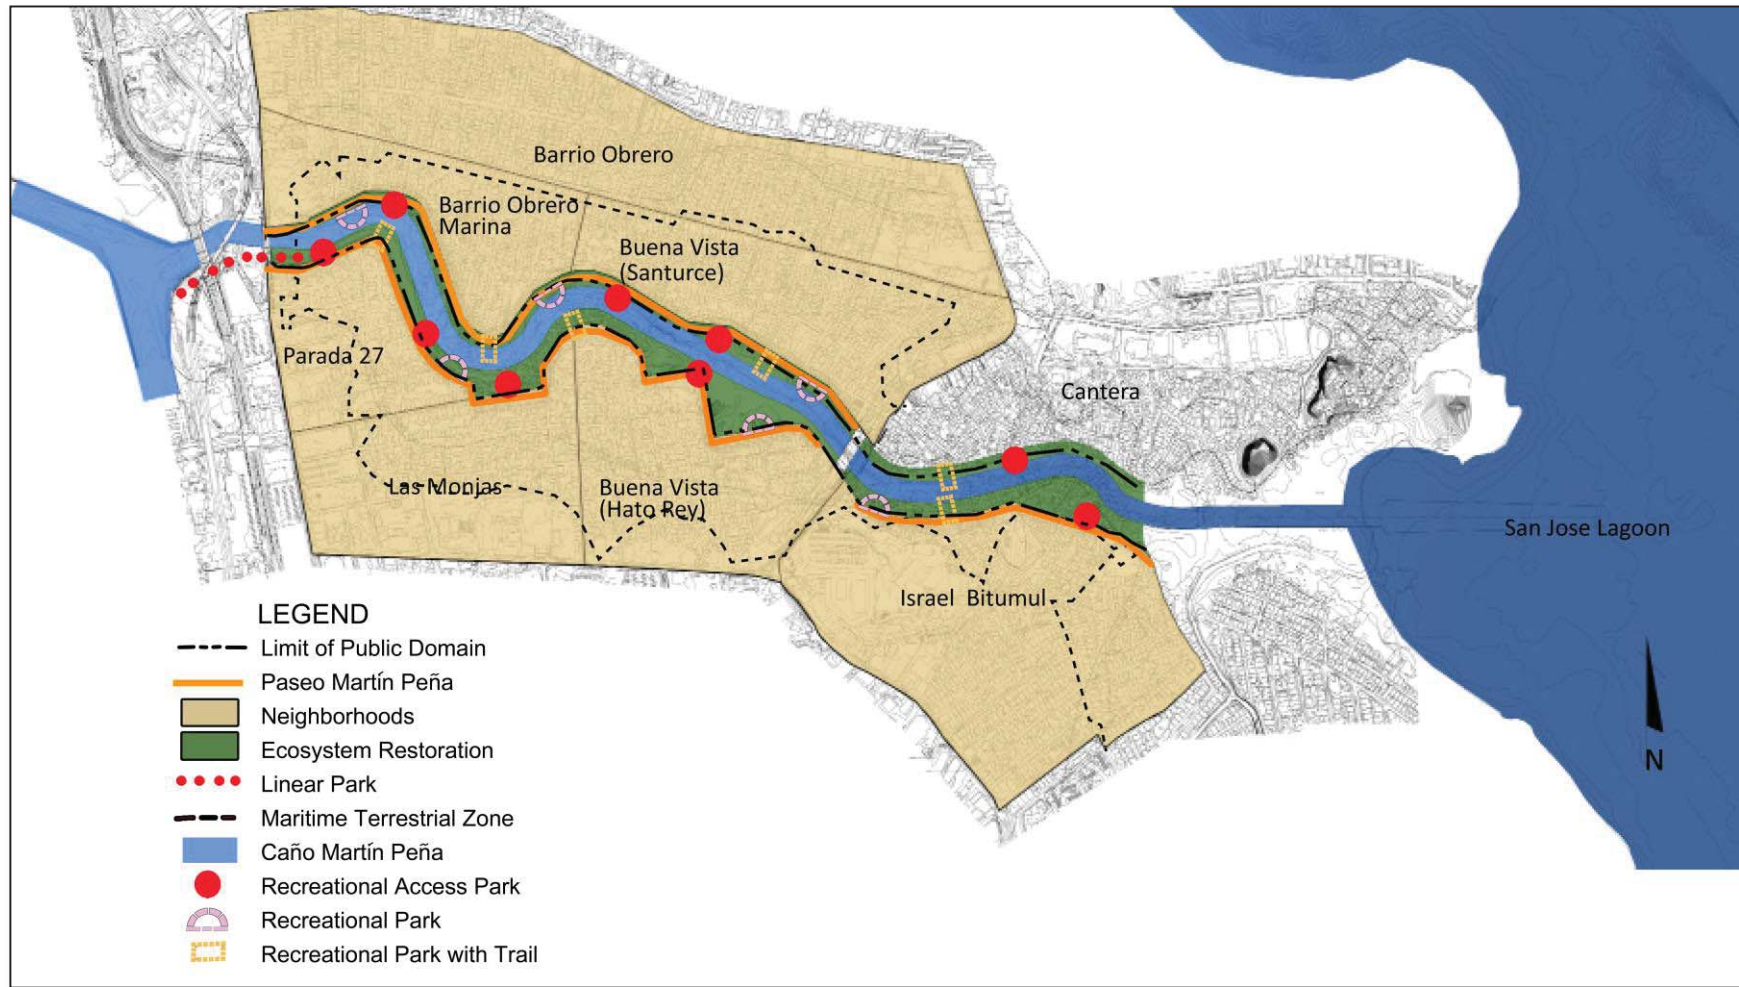 Barrio Obrero
Barrio Obrero
Marina
Buena Vista
(Santurce)
Parada 27
Cantera
Las Monjas
Buena Vista
(Hato Rey)
San Jose Lagoon
Israel Bitumul
LEGEND
Limit of Public Domain
Paseo Martín Peña
Neighborhoods
Ecosystem Restoration
Linear Park
Maritime Terrestrial Zone
Caño Martín Peña
Recreational Access Park
Recreational Park
Recreational Park with Trail
N